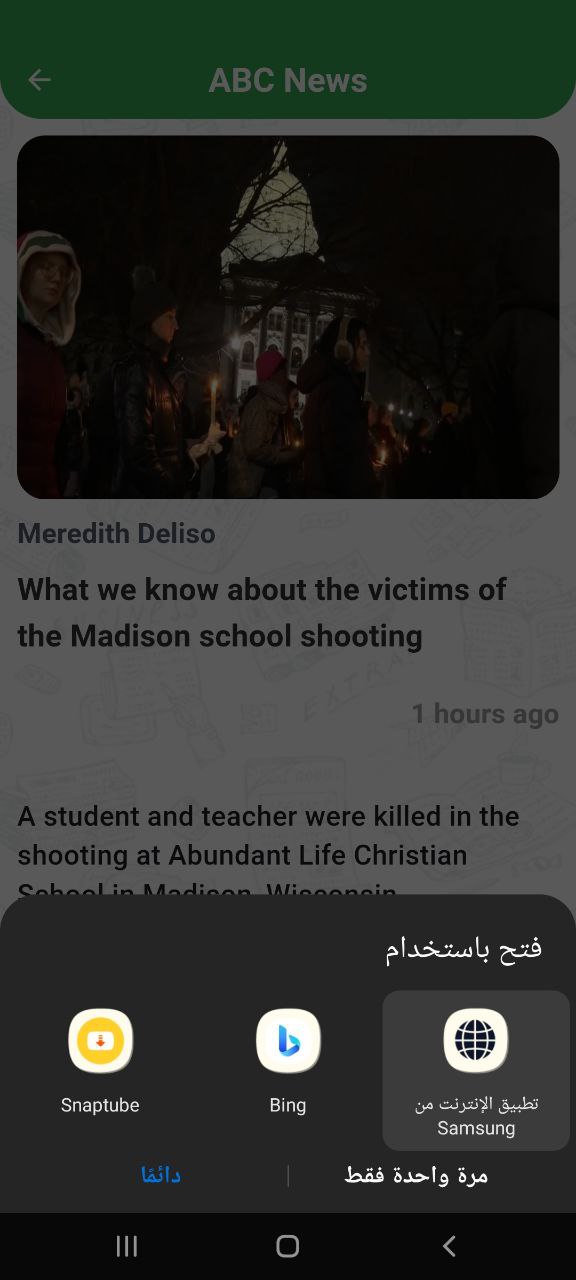 ABC News
Meredith Deliso
What we know about the victims of
the Madison school shooting
1 hours ago
A student and teacher were killed in the
shooting at Abundant Life Christian
School in Madison, Wisconsin
فتح باستخدام
تطبيق الإنترنت من
Samsung
Bing
Snaptube
مرة واحدة فقط
دائمًا